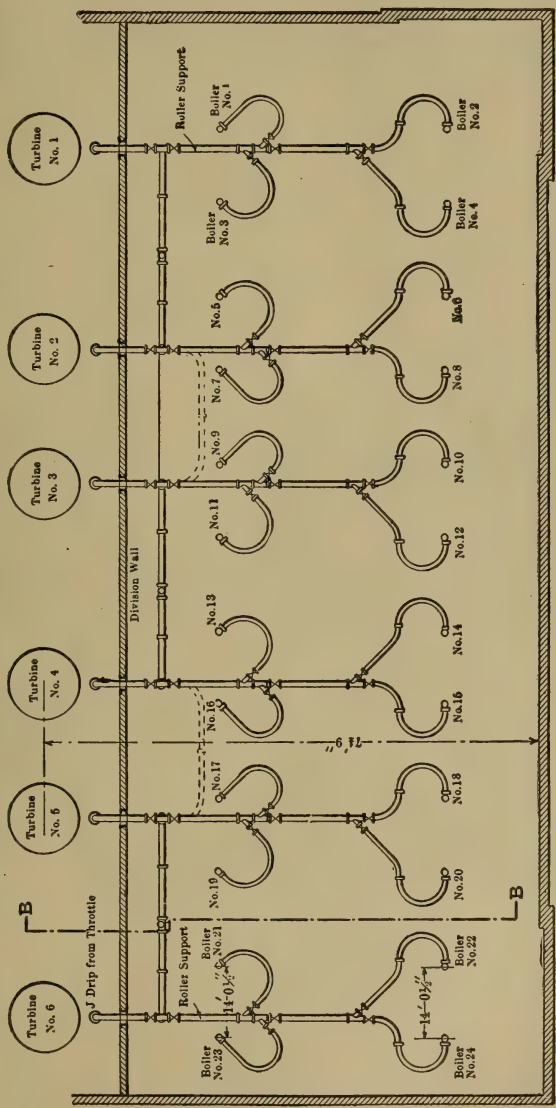 Turbine
No. 1
Turbine
No. 2
Turbine
No. 3
Turbine
No. 4
Turbine
No. 5
Turbine
No. 6
J Drip from Throttle
Division Wall
B
B
Roller Support
Boiler
No. 1
Boiler
No. 3
Boiler
No. 2
Boiler
No. 4
No.5
No.7
No.6
No.8
No.9
No.11
No.10
No.12
No.13
No.16
No.14
No.15
No.17
No.19
No.18
No.20
Roller Support
Boiler
No.21
14'-0½"
Boiler
No.23
Boiler
No.22
14'-0½"
Boiler
No.24
74'9"